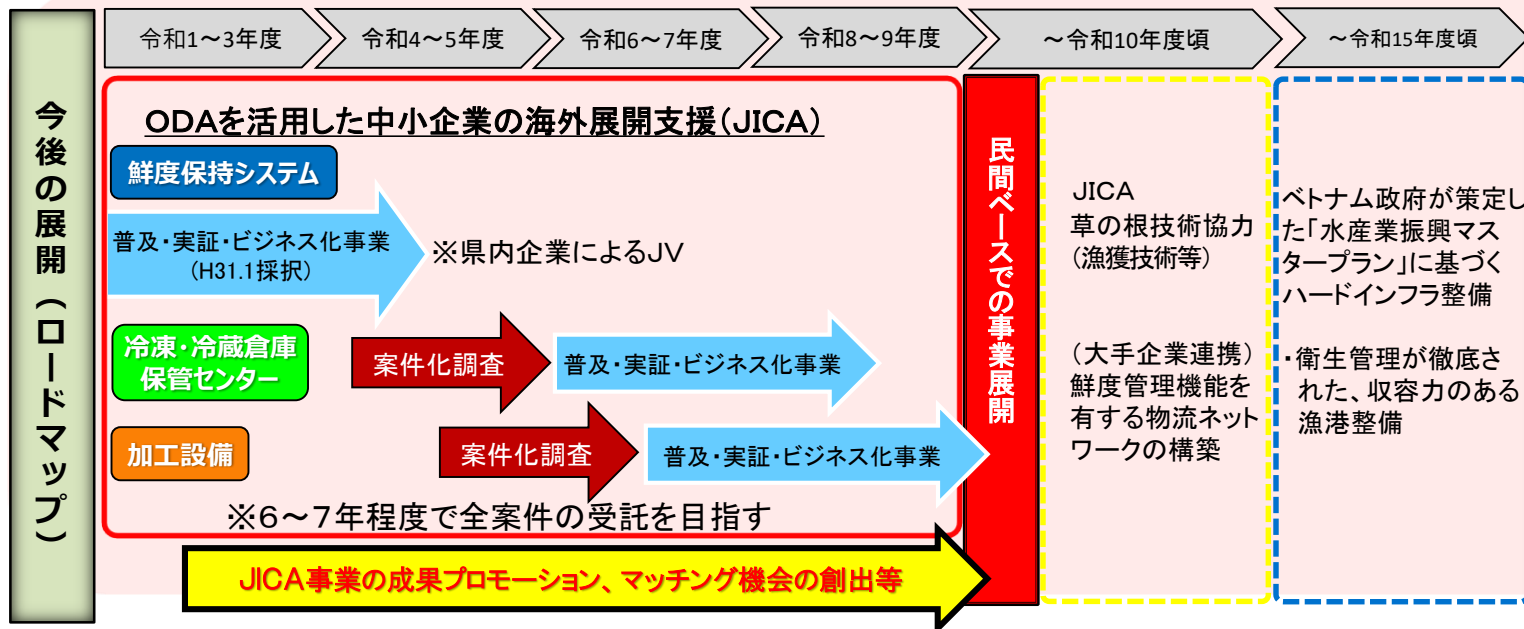 今後の展開(ロードマップ)
令和1～3年度
令和4～5年度
令和6～7年度
令和8～9年度
～令和10年度頃
～令和15年度頃
ODAを活用した中小企業の海外展開支援(JICA)
鮮度保持システム
普及・実証・ビジネス化事業
(H31.1採択)
※県内企業によるJV
冷凍・冷蔵倉庫
保管センター
案件化調査
普及・実証・ビジネス化事業
加工設備
案件化調査
普及・実証・ビジネス化事業
※６～７年程度で全案件の受託を目指す
JICA事業の成果プロモーション、マッチング機会の創出等
民間ベースでの事業展開
JICA
草の根技術協力
(漁獲技術等)
(大手企業連携)
鮮度管理機能を
有する物流ネット
ワークの構築
ベトナム政府が策定し
た「水産業振興マス
タープラン」に基づく
ハードインフラ整備
・衛生管理が徹底さ
れた、収容力のある
漁港整備